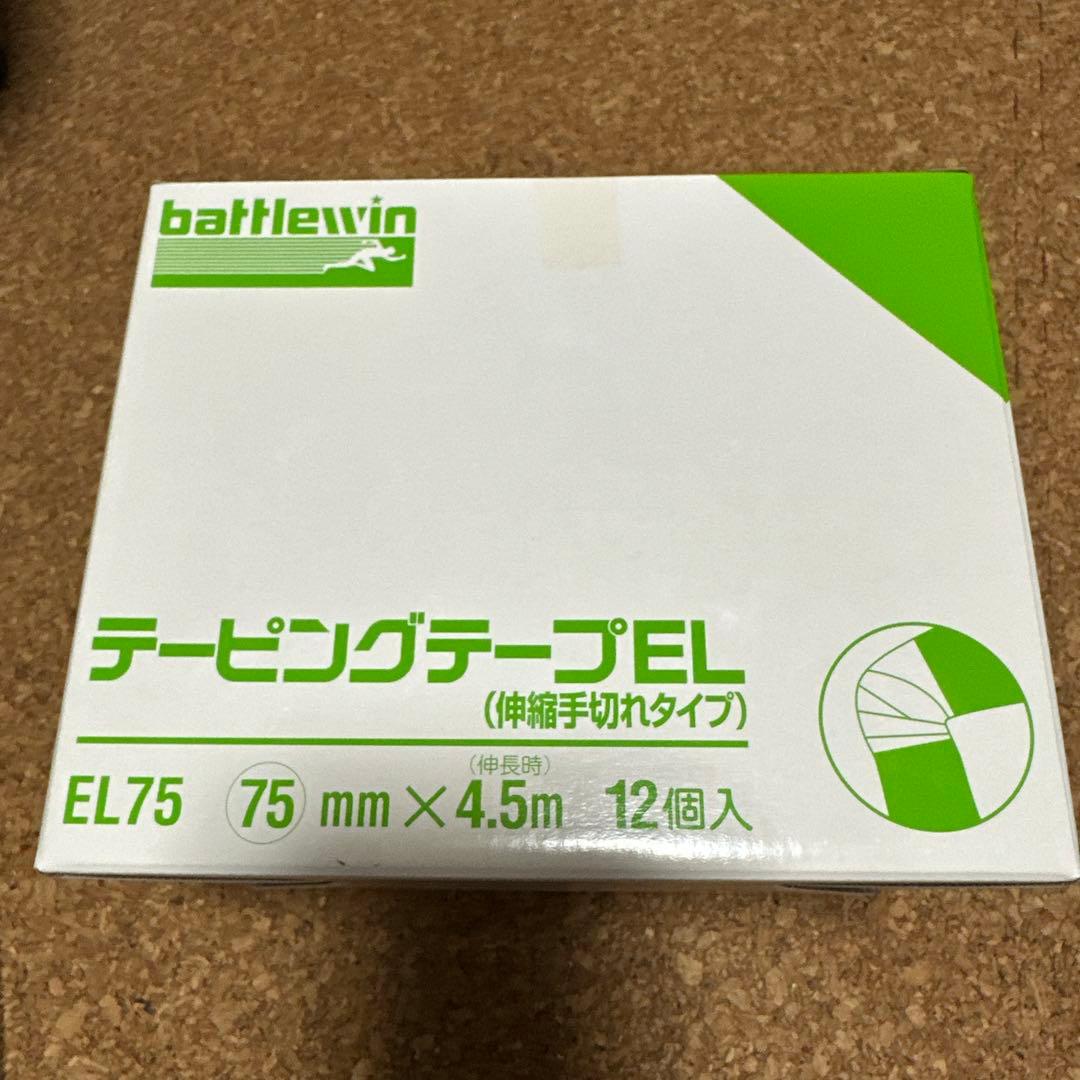 battlewin
テーピングテープEL
(伸縮手切れタイプ)
(伸長時)
EL75 75 mm×4.5m 12個入